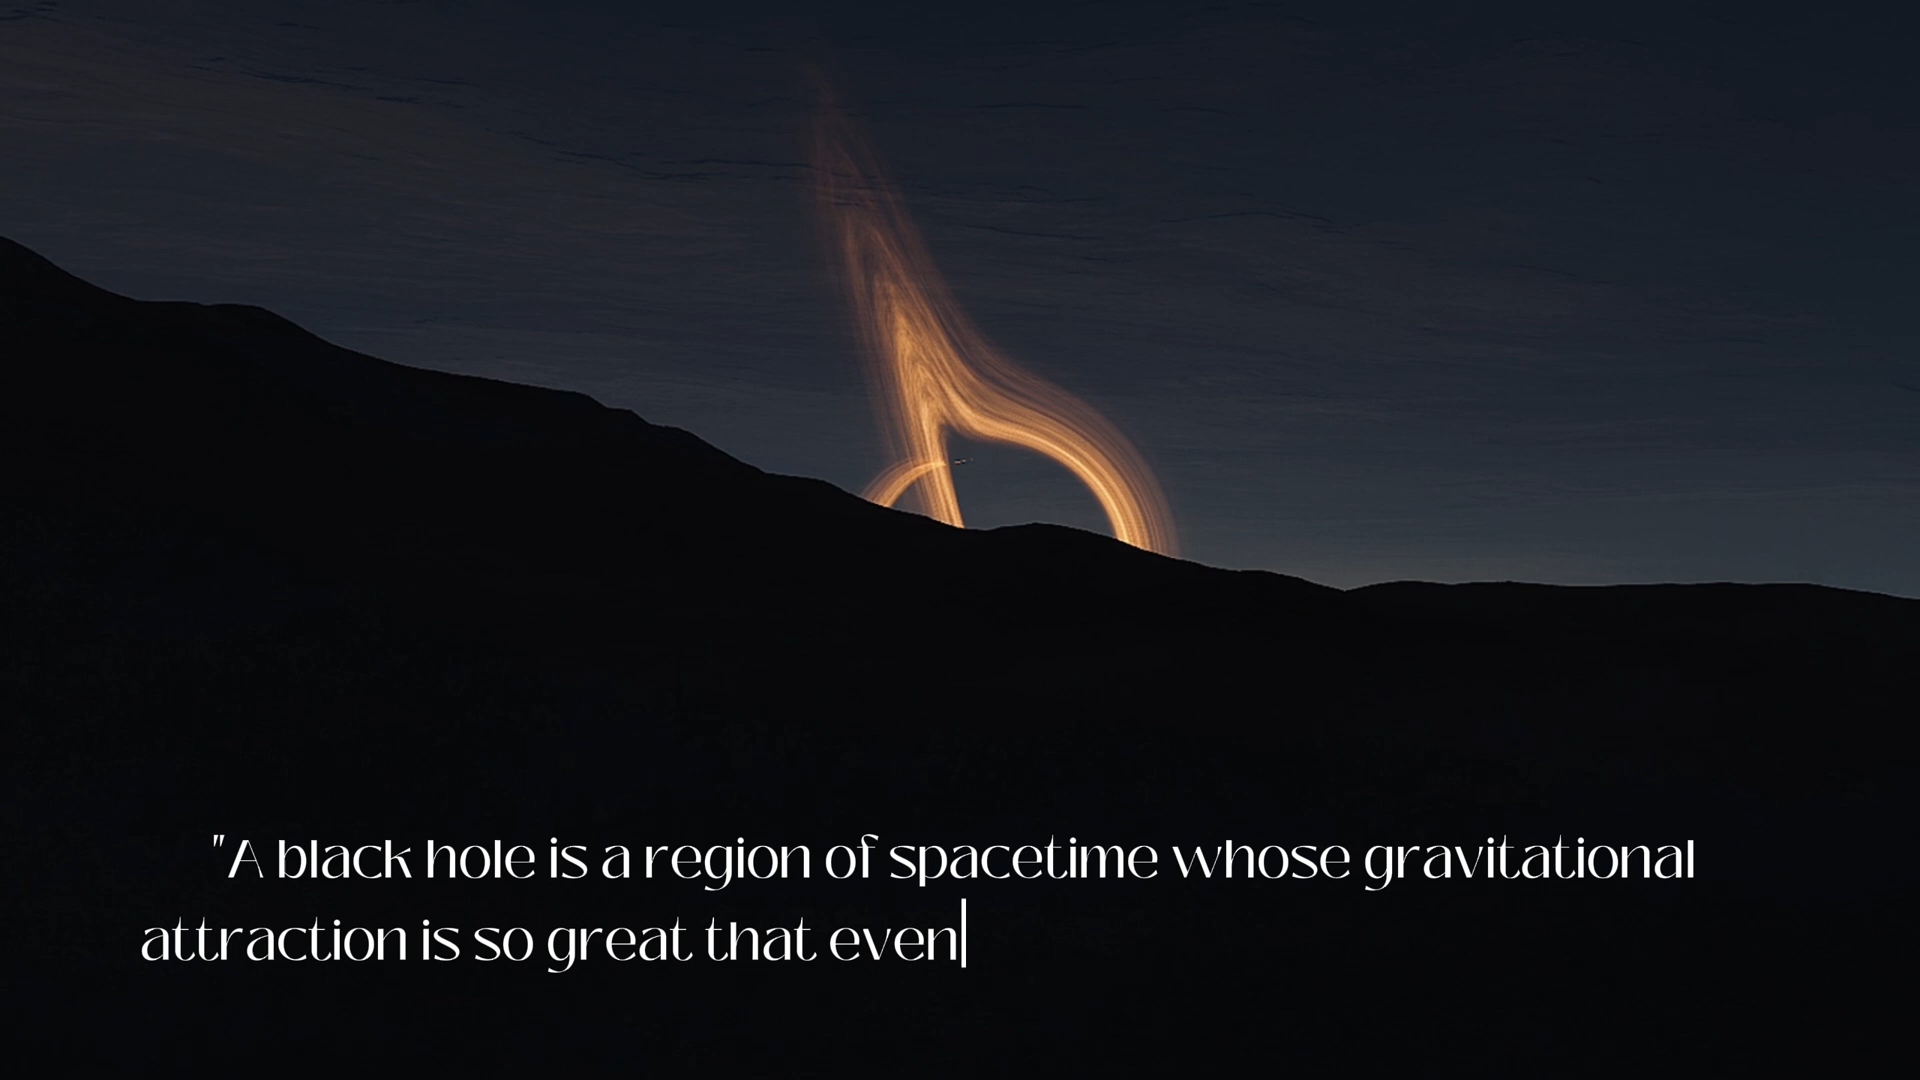 "A black hole is a region of spacetime whose gravitational
attraction is so great that even